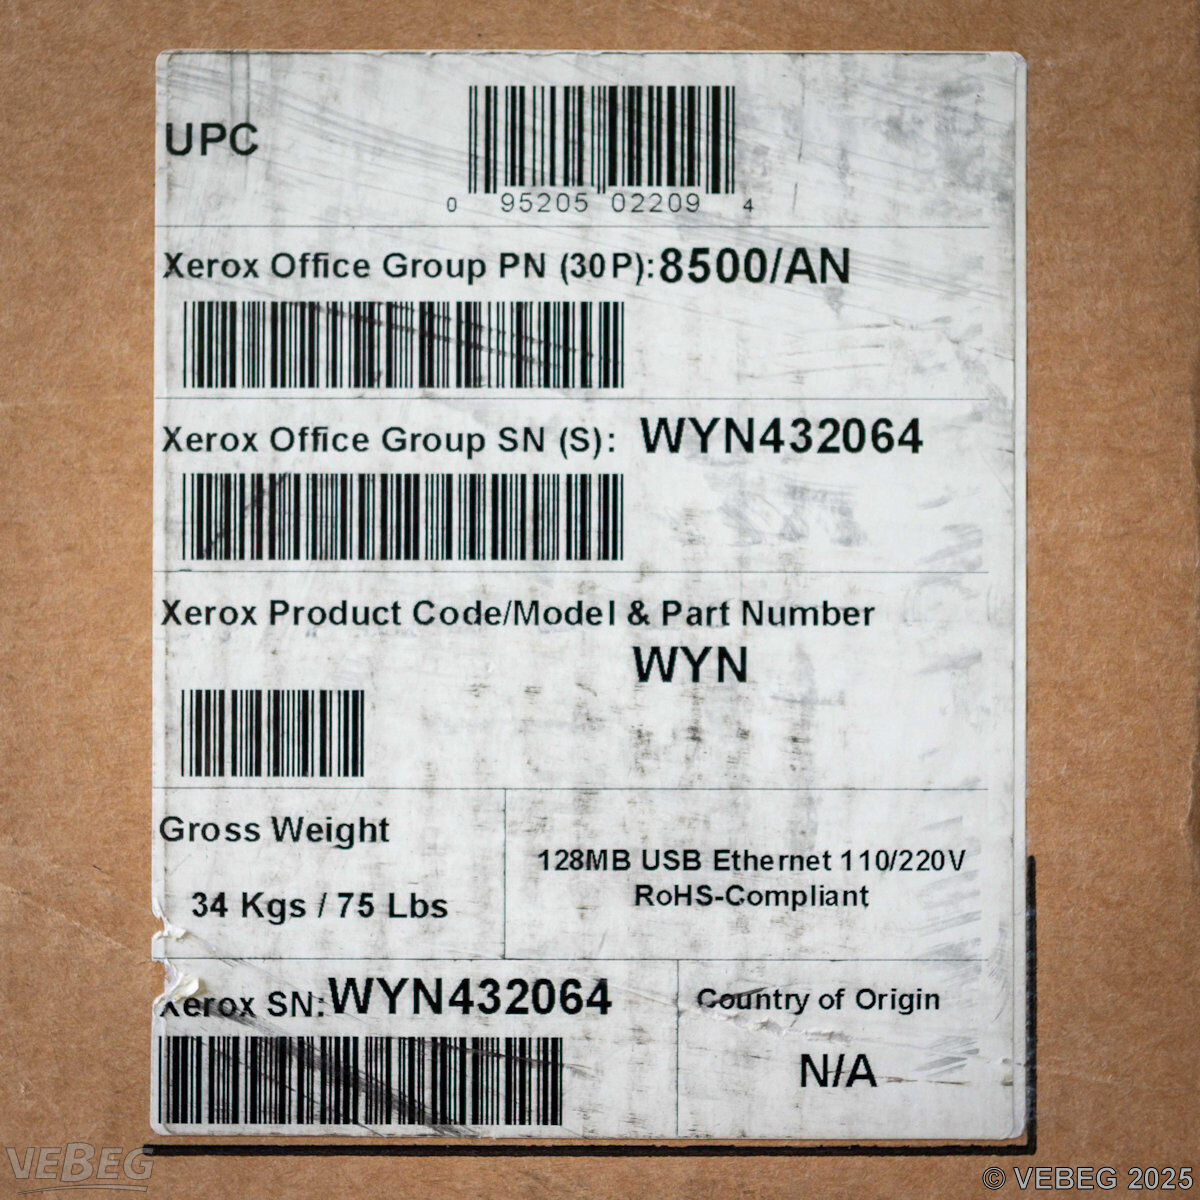 UPC
0 95205 02209 4
Xerox Office Group PN (30P):8500/AN
Xerox Office Group SN (S): WYN432064
Xerox Product Code/Model & Part Number
WYN
Gross Weight
34 Kgs / 75 Lbs
128MB USB Ethernet 110/220V
RoHS-Compliant
Xerox SN:WYN432064
Country of Origin
N/A
VEBEG
© VEBEG 2025